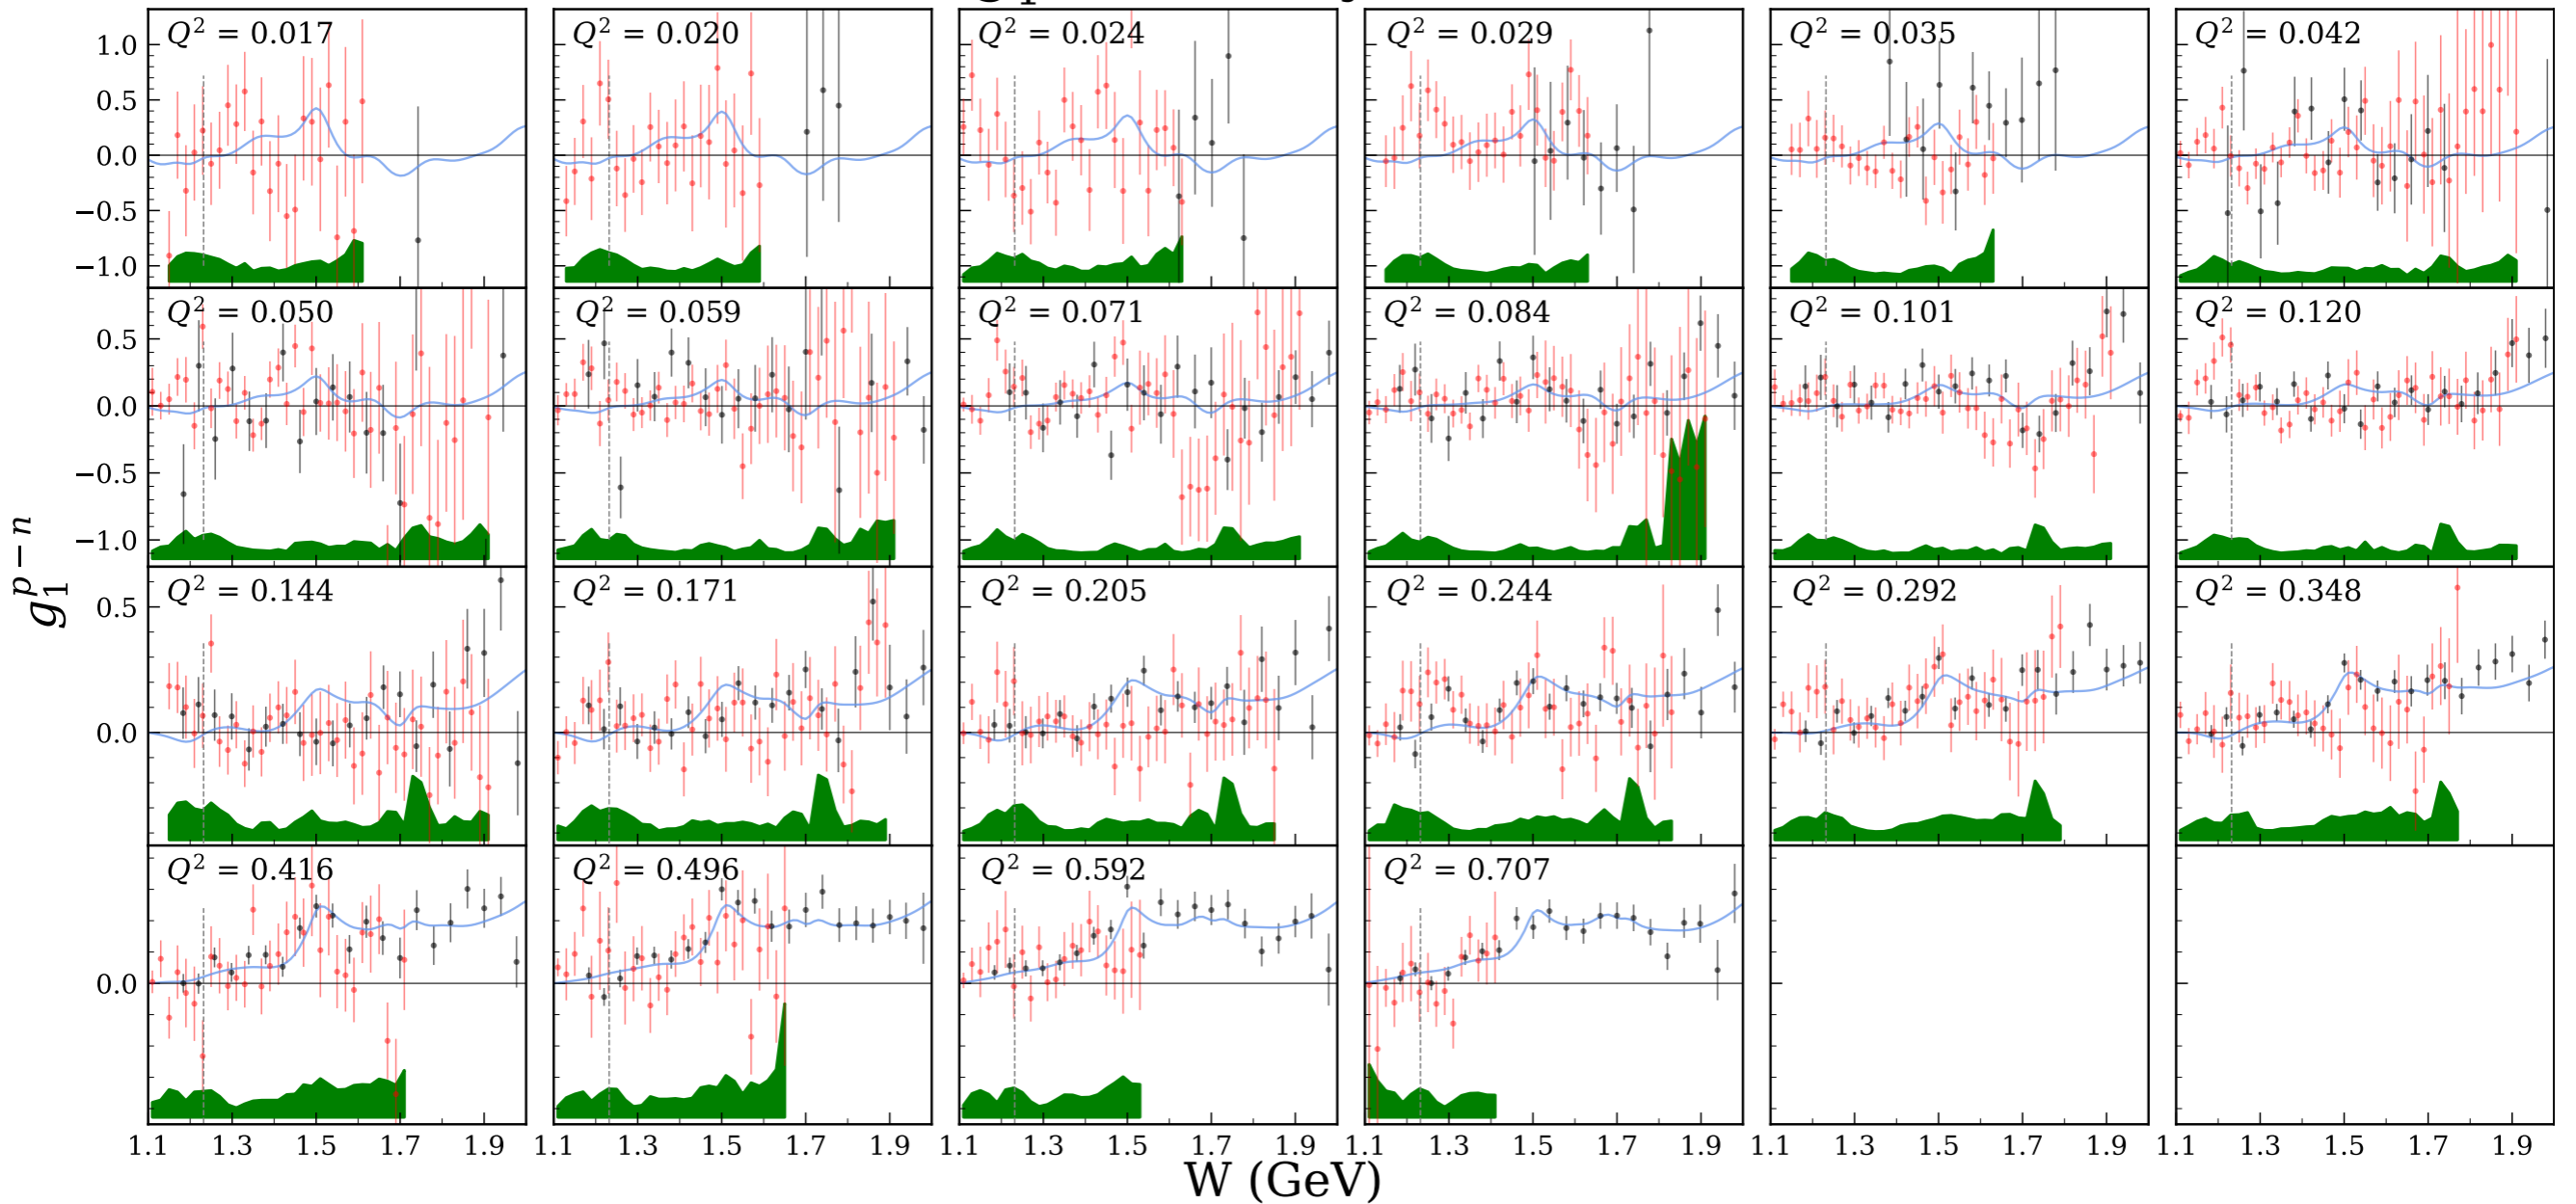 Q² = 0.017 Q² = 0.020 Q² = 0.024 Q² = 0.029 Q² = 0.035 Q² = 0.042
1.0
0.5
0.0
−0.5
−1.0
Q² = 0.050 Q² = 0.059 Q² = 0.071 Q² = 0.084 Q² = 0.101 Q² = 0.120
0.5
0.0
−0.5
−1.0
g₁ᵖ⁻ⁿ
Q² = 0.144 Q² = 0.171 Q² = 0.205 Q² = 0.244 Q² = 0.292 Q² = 0.348
0.5
0.0
Q² = 0.416 Q² = 0.496 Q² = 0.592 Q² = 0.707
0.0
1.1 1.3 1.5 1.7 1.9 1.1 1.3 1.5 1.7 1.9 1.1 1.3 1.5 1.7 1.9 1.1 1.3 1.5 1.7 1.9 1.1 1.3 1.5 1.7 1.9 1.1 1.3 1.5 1.7 1.9
W (GeV)